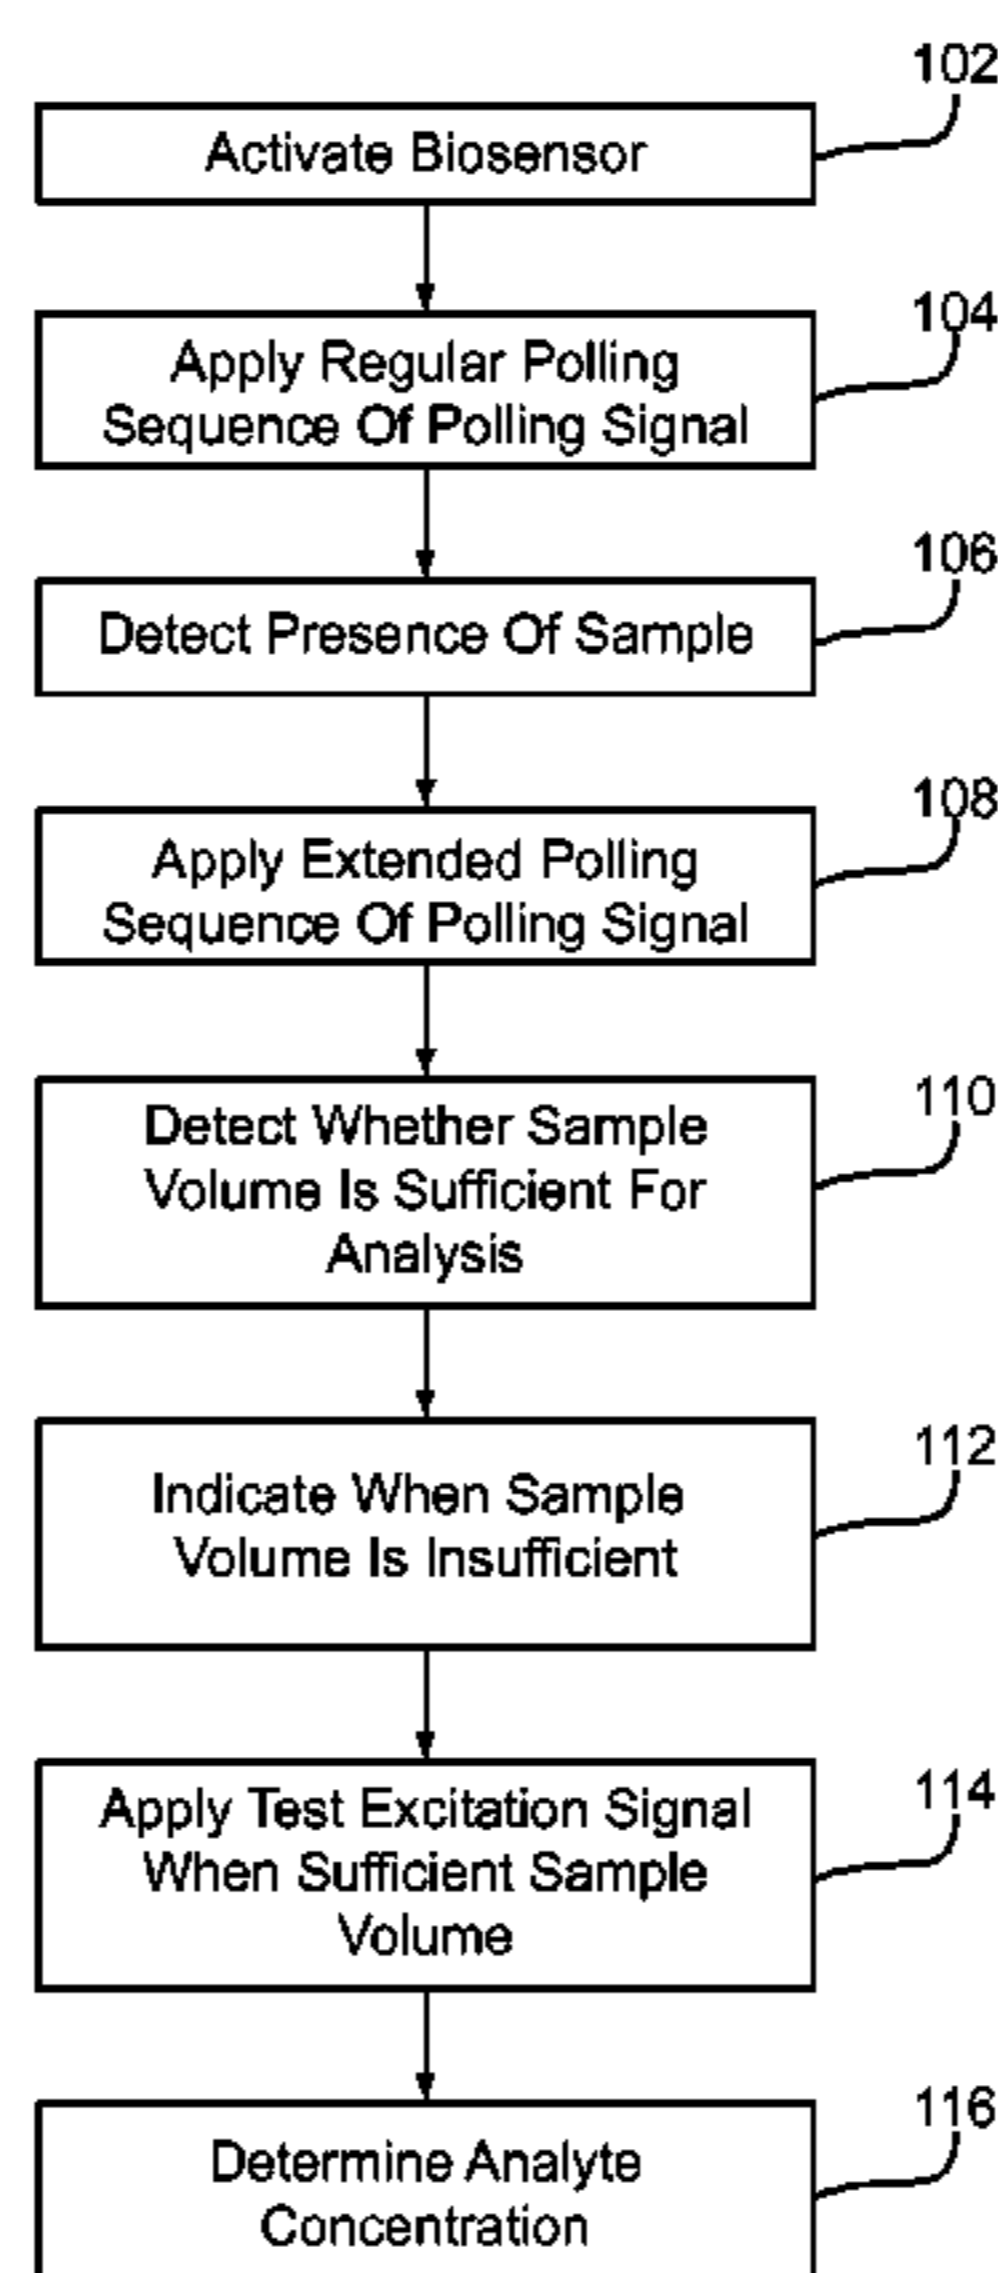 102
Activate Biosensor
104
Apply Regular Polling
Sequence Of Polling Signal
106
Detect Presence Of Sample
108
Apply Extended Polling
Sequence Of Polling Signal
110
Detect Whether Sample
Volume Is Sufficient For
Analysis
112
Indicate When Sample
Volume Is Insufficient
114
Apply Test Excitation Signal
When Sufficient Sample
Volume
116
Determine Analyte
Concentration